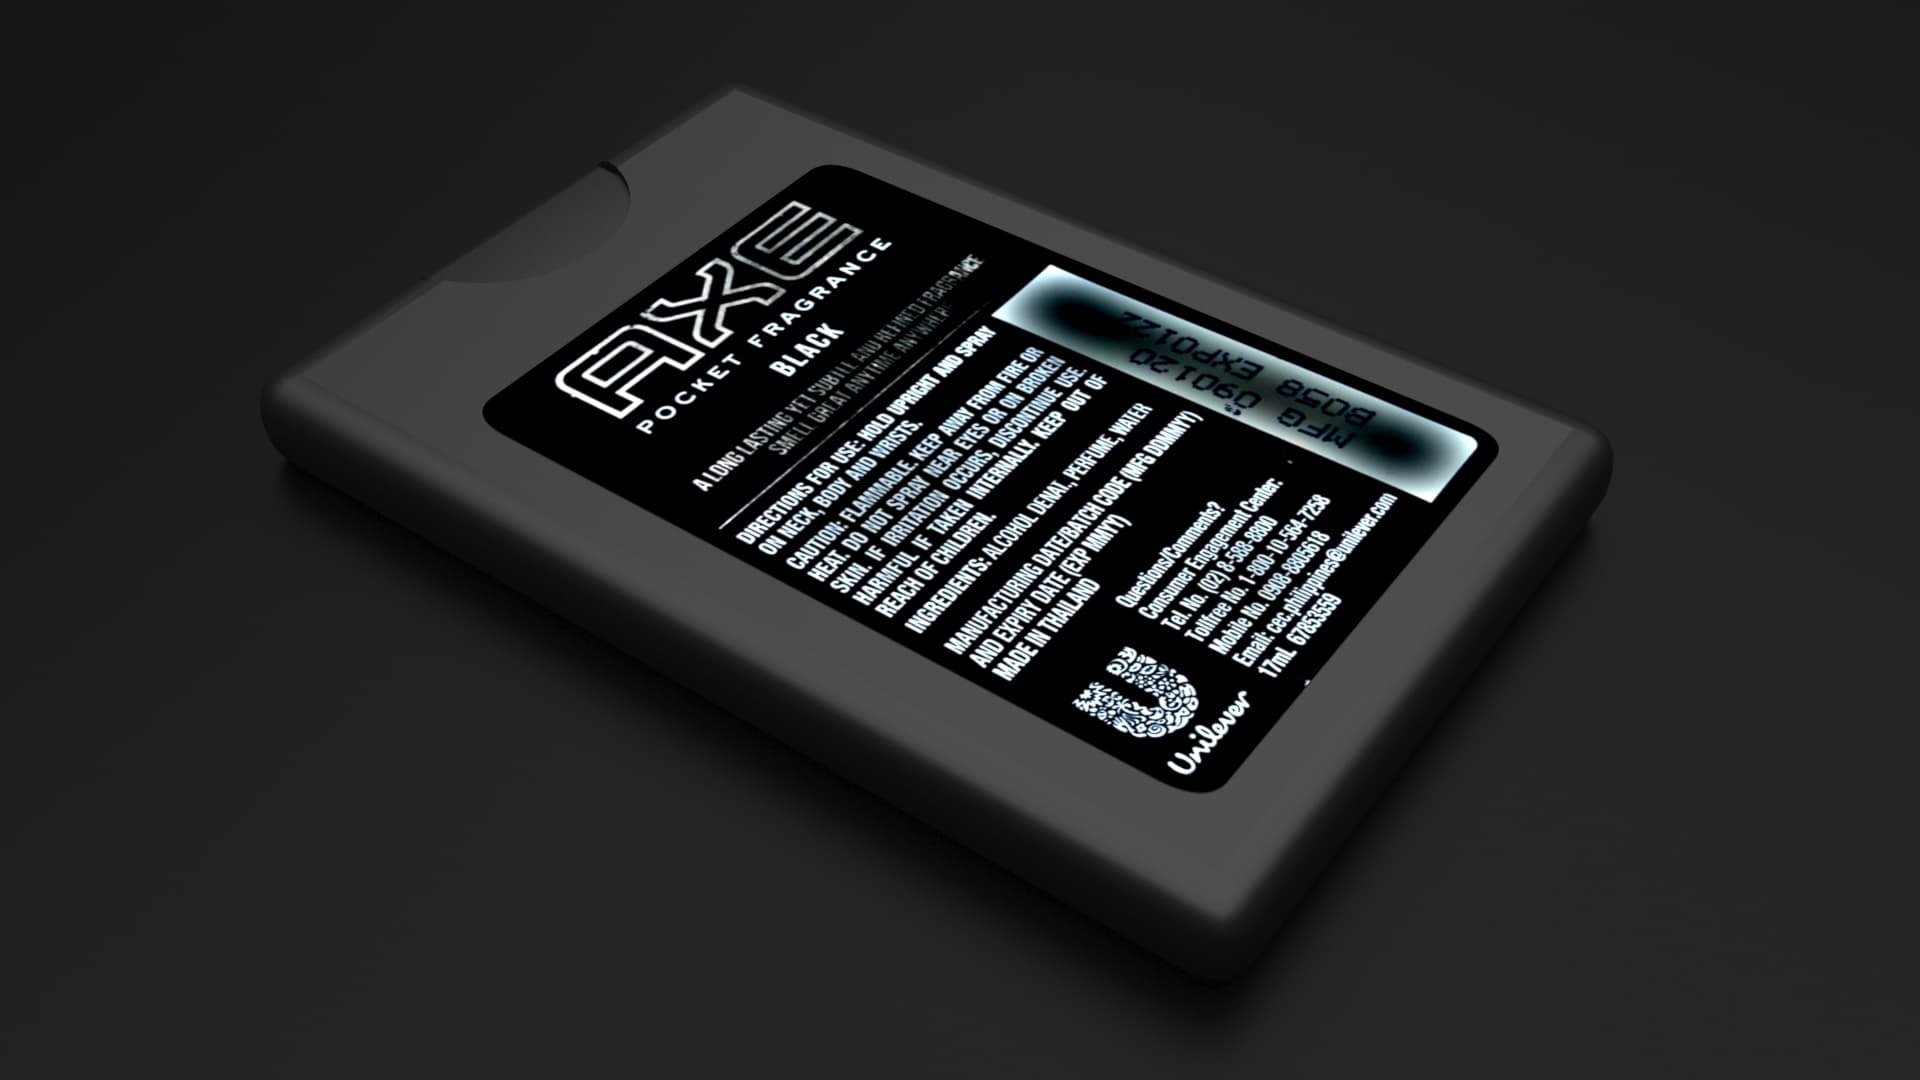 AXE
POCKET FRAGRANCE
BLACK
A LONG LASTING YET SUBTLE AND REFINED FRAGRANCE
SMELL GREAT ANYTIME ANYWHERE
DIRECTIONS FOR USE: HOLD UPRIGHT AND SPRAY
ON NECK, BODY AND WRISTS.
CAUTION: FLAMMABLE. KEEP AWAY FROM FIRE OR
HEAT. DO NOT SPRAY NEAR EYES OR ON BROKEN
SKIN. IF IRRITATION OCCURS, DISCONTINUE USE.
HARMFUL IF TAKEN INTERNALLY. KEEP OUT OF
REACH OF CHILDREN.
INGREDIENTS: ALCOHOL DENAT, PERFUME, WATER
MANUFACTURING DATE/BATCH CODE (MFG DDMMYY)
AND EXPIRY DATE (EXP MMYY)
MADE IN THAILAND
MFG 090120
B058 EXP0122
Questions/Comments?
Consumer Engagement Center:
Tel. No. (02) 8-588-8800
Tollfree No. 1-800-10-564-7258
Mobile No. 0908-8805618
Email: cec.philippines@unilever.com
17mL 67853559
Unilever